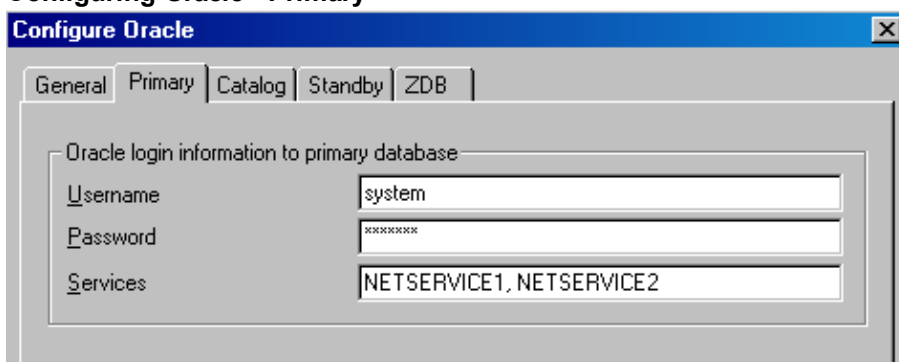 Configuring Oracle - Primary
Configure Oracle
General Primary Catalog Standby ZDB
Oracle login information to primary database
Username system
Password *******
Services NETSERVICE1, NETSERVICE2